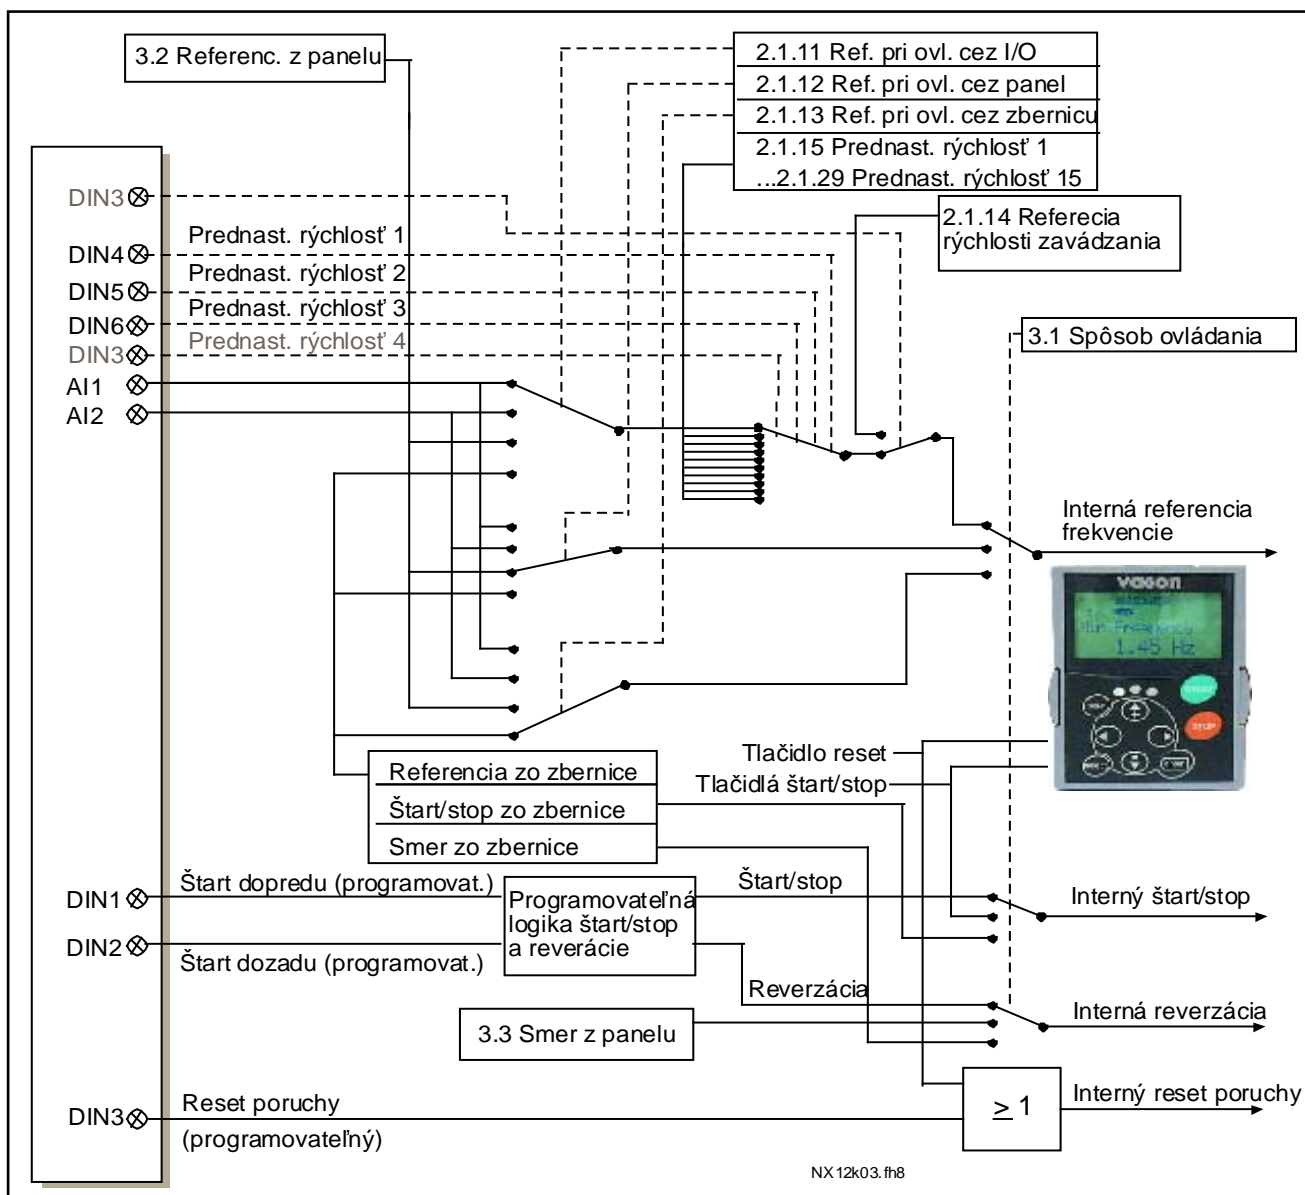 3.2 Referenc. z panelu
2.1.11 Ref. pri ovl. cez I/O
2.1.12 Ref. pri ovl. cez panel
2.1.13 Ref. pri ovl. cez zbernicu
2.1.15 Prednast. rýchlosť 1
...2.1.29 Prednast. rýchlosť 15
DIN3
2.1.14 Referecia
rýchlosti zavádzania
Prednast. rýchlosť 1
DIN4
Prednast. rýchlosť 2
DIN5
Prednast. rýchlosť 3
DIN6
Prednast. rýchlosť 4
DIN3
3.1 Spôsob ovládania
AI1
AI2
Interná referencia
frekvencie
vacon
1.45 Hz
START
STOP
Tlačidlo reset
Tlačidlá štart/stop
Referencia zo zbernice
Štart/stop zo zbernice
Smer zo zbernice
DIN1
Štart dopredu (programovat.)
Programovateľná
logika štart/stop
a reverácie
Štart/stop
Interný štart/stop
DIN2
Štart dozadu (programovat.)
Reverzácia
Interná reverzácia
3.3 Smer z panelu
DIN3
Reset poruchy
(programovateľný)
≥ 1
Interný reset poruchy
NX12k03.fh8